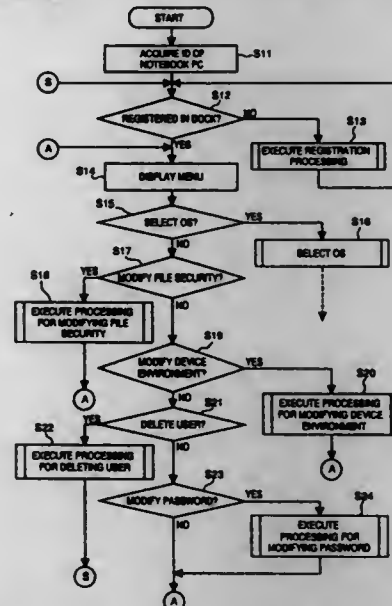 START
ACQUIRE ID OF
NOTEBOOK PC
S11
S
S12
REGISTERED IN DOCK?
NO
S13
EXECUTE REGISTRATION
PROCESSING
YES
A
S14
DISPLAY MENU
S15
SELECT OS?
YES
S16
SELECT OS
NO
S17
MODIFY FILE SECURITY?
YES
S18
EXECUTE PROCESSING
FOR MODIFYING FILE
SECURITY
NO
A
S19
MODIFY DEVICE
ENVIRONMENT?
YES
S20
EXECUTE PROCESSING
FOR MODIFYING DEVICE
ENVIRONMENT
A
NO
S21
DELETE USER?
YES
S22
EXECUTE PROCESSING
FOR DELETING USER
S
NO
S23
MODIFY PASSWORD?
YES
S24
EXECUTE
PROCESSING FOR
MODIFYING PASSWORD
NO
A